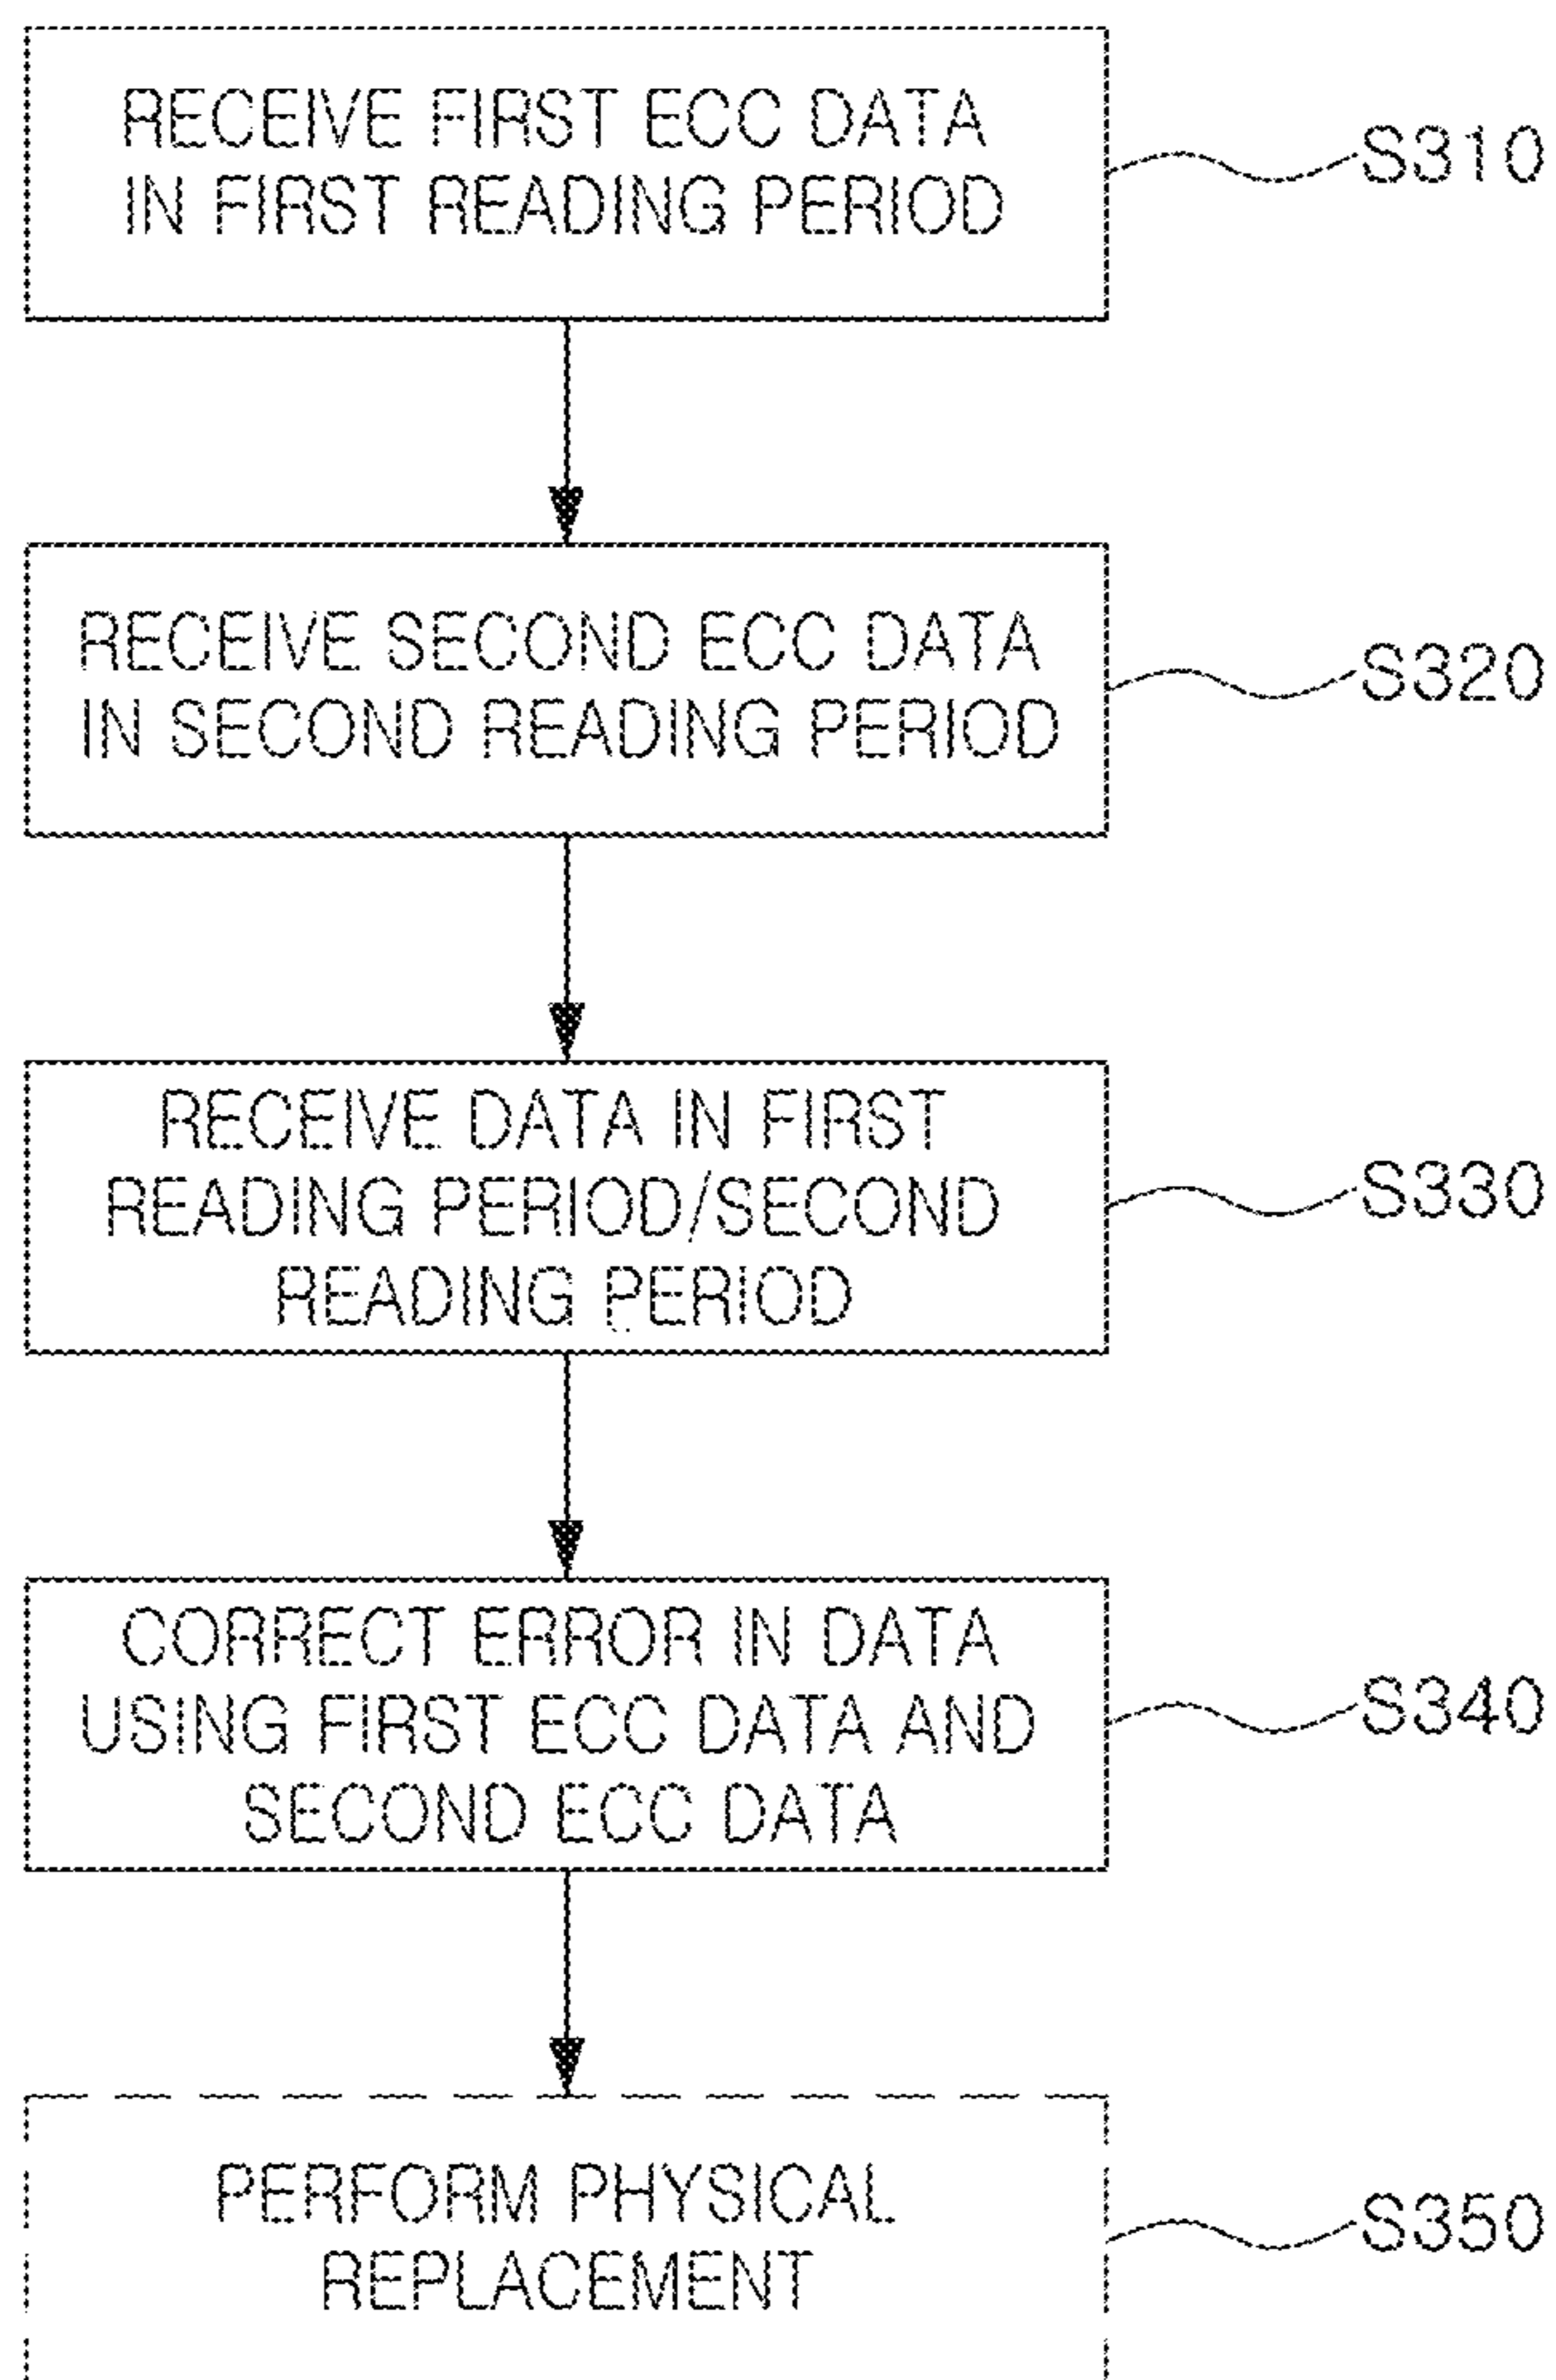 RECEIVE FIRST ECC DATA
IN FIRST READING PERIOD
S310
RECEIVE SECOND ECC DATA
IN SECOND READING PERIOD
S320
RECEIVE DATA IN FIRST
READING PERIOD/SECOND
READING PERIOD
S330
CORRECT ERROR IN DATA
USING FIRST ECC DATA AND
SECOND ECC DATA
S340
PERFORM PHYSICAL
REPLACEMENT
S350